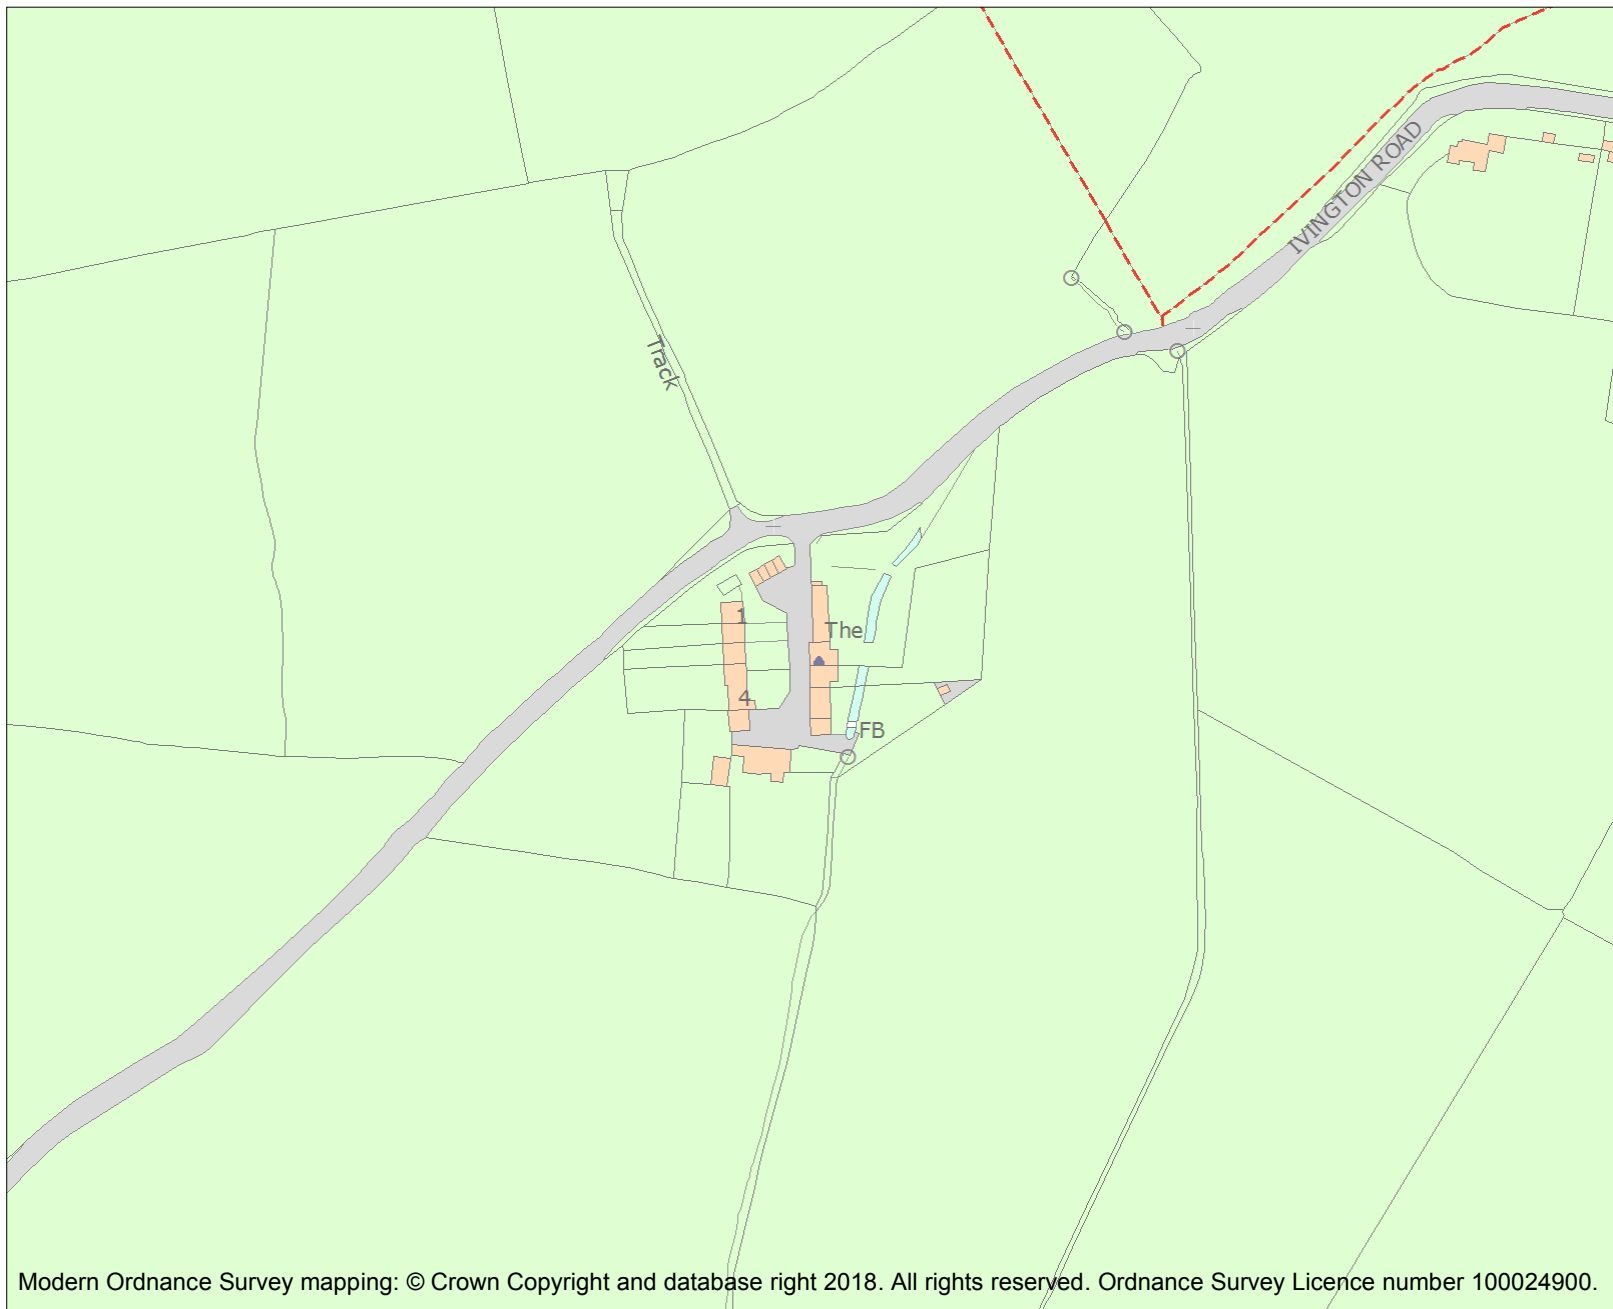 IVINGTON ROAD
Track
1
The
4
FB
Modern Ordnance Survey mapping: © Crown Copyright and database right 2018. All rights reserved. Ordnance Survey Licence number 100024900.